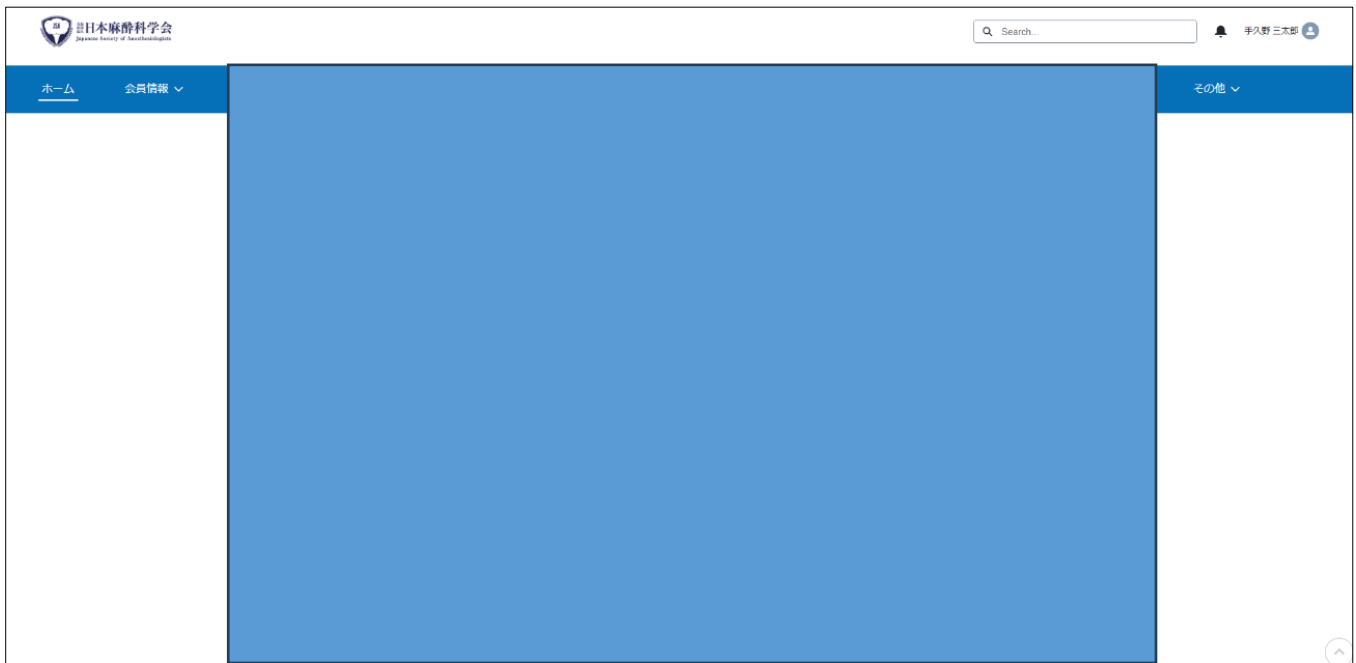 日本麻酔科学会
Japanese Society of Anesthesiologists
Search...
手久野 三太郎
ホーム
会員情報
その他